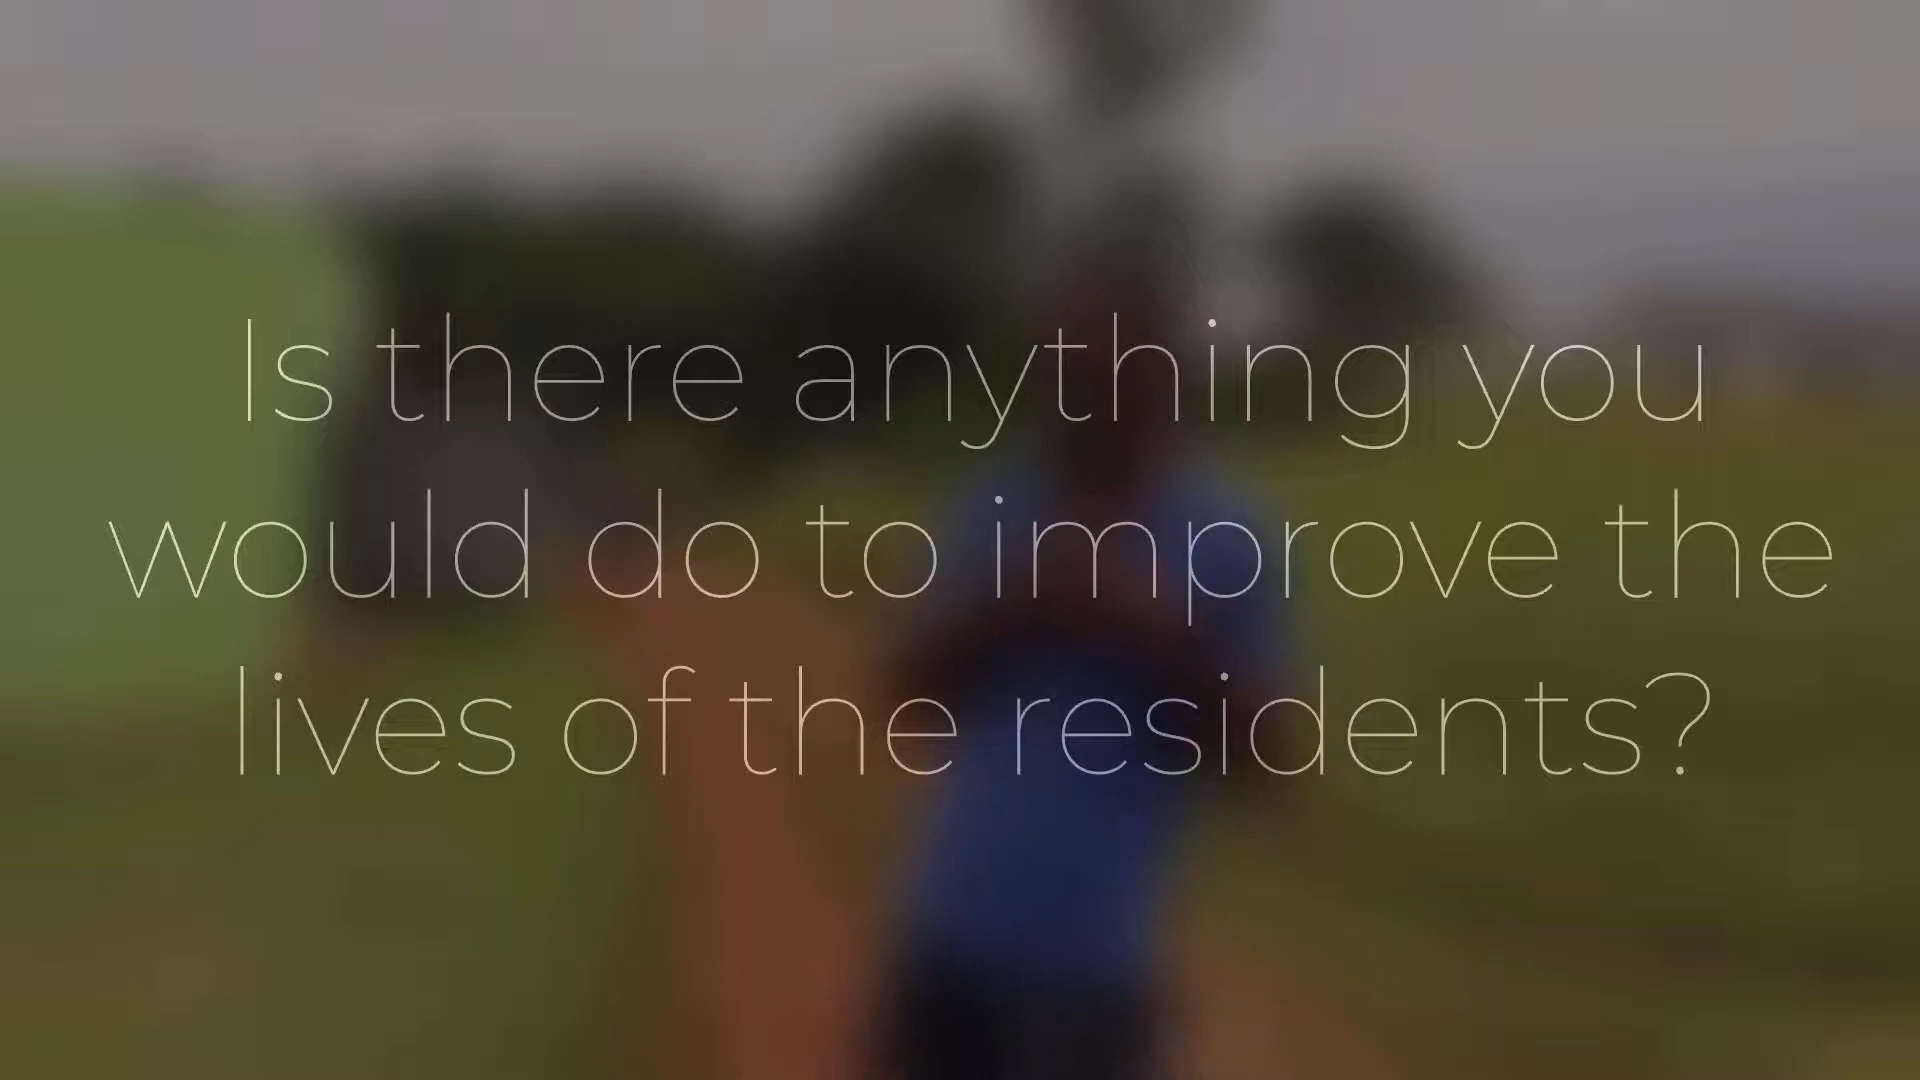 Is there anything you
would do to improve the
lives of the residents?